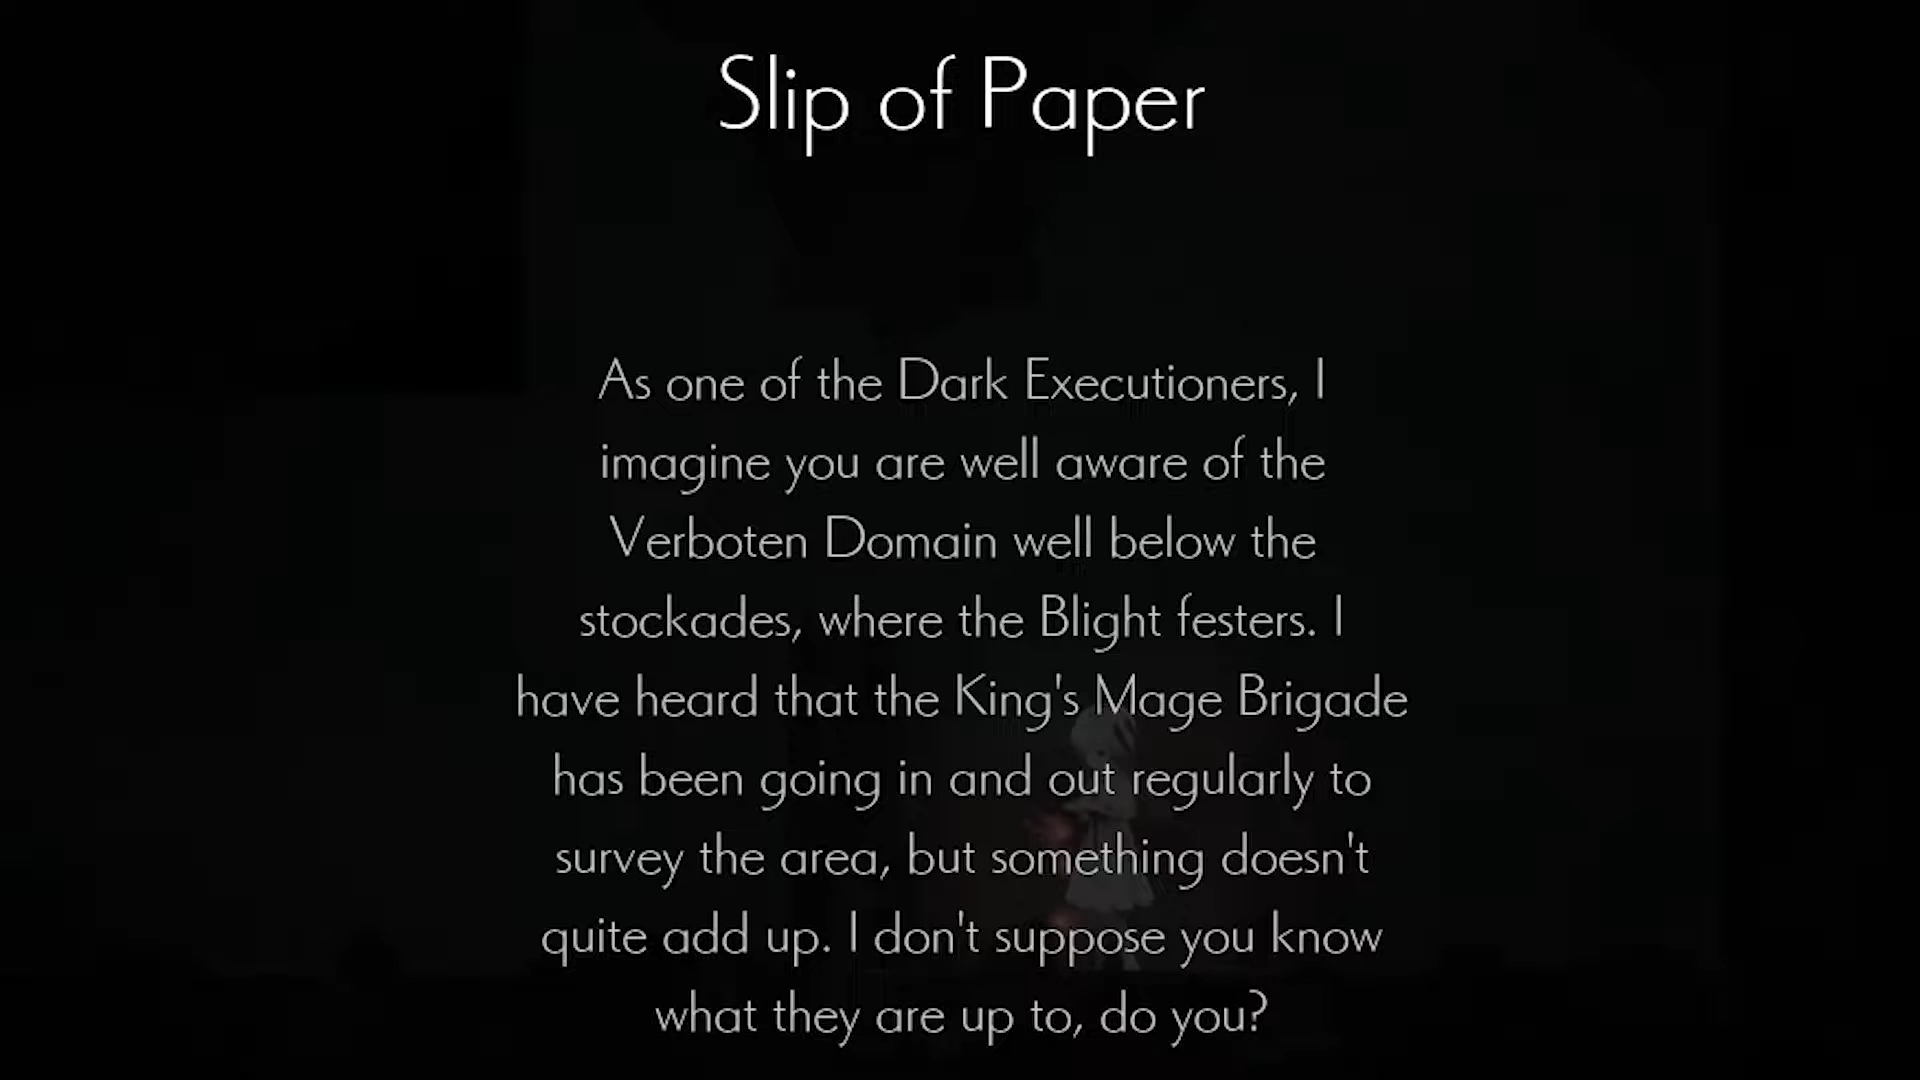 Slip of Paper
As one of the Dark Executioners, I
imagine you are well aware of the
Verboten Domain well below the
stockades, where the Blight festers. I
have heard that the King's Mage Brigade
has been going in and out regularly to
survey the area, but something doesn't
quite add up. I don't suppose you know
what they are up to, do you?